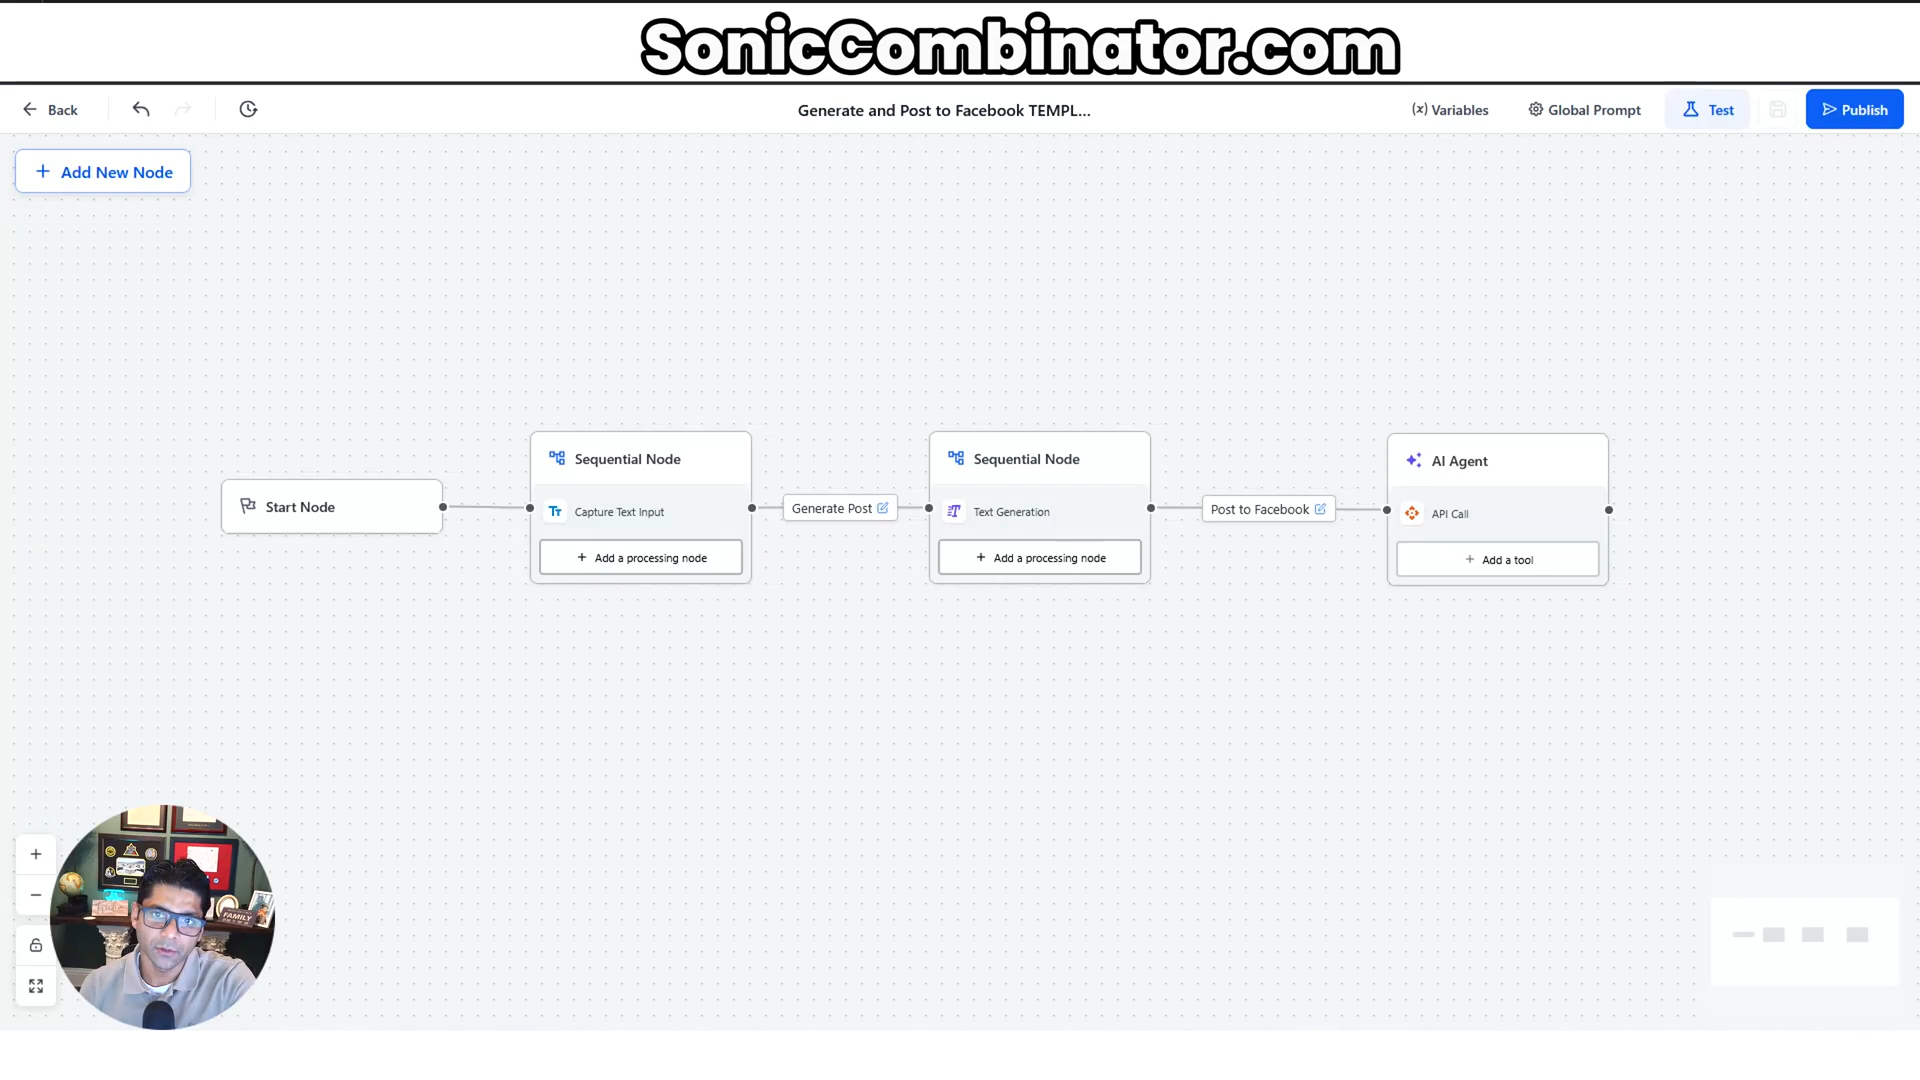 SonicCombinator.com
Back
Generate and Post to Facebook TEMPL...
(x) Variables
Global Prompt
Test
Publish
+ Add New Node
Start Node
Sequential Node
Capture Text Input
+ Add a processing node
Generate Post
Sequential Node
Text Generation
+ Add a processing node
Post to Facebook
AI Agent
API Call
+ Add a tool
FAMILY